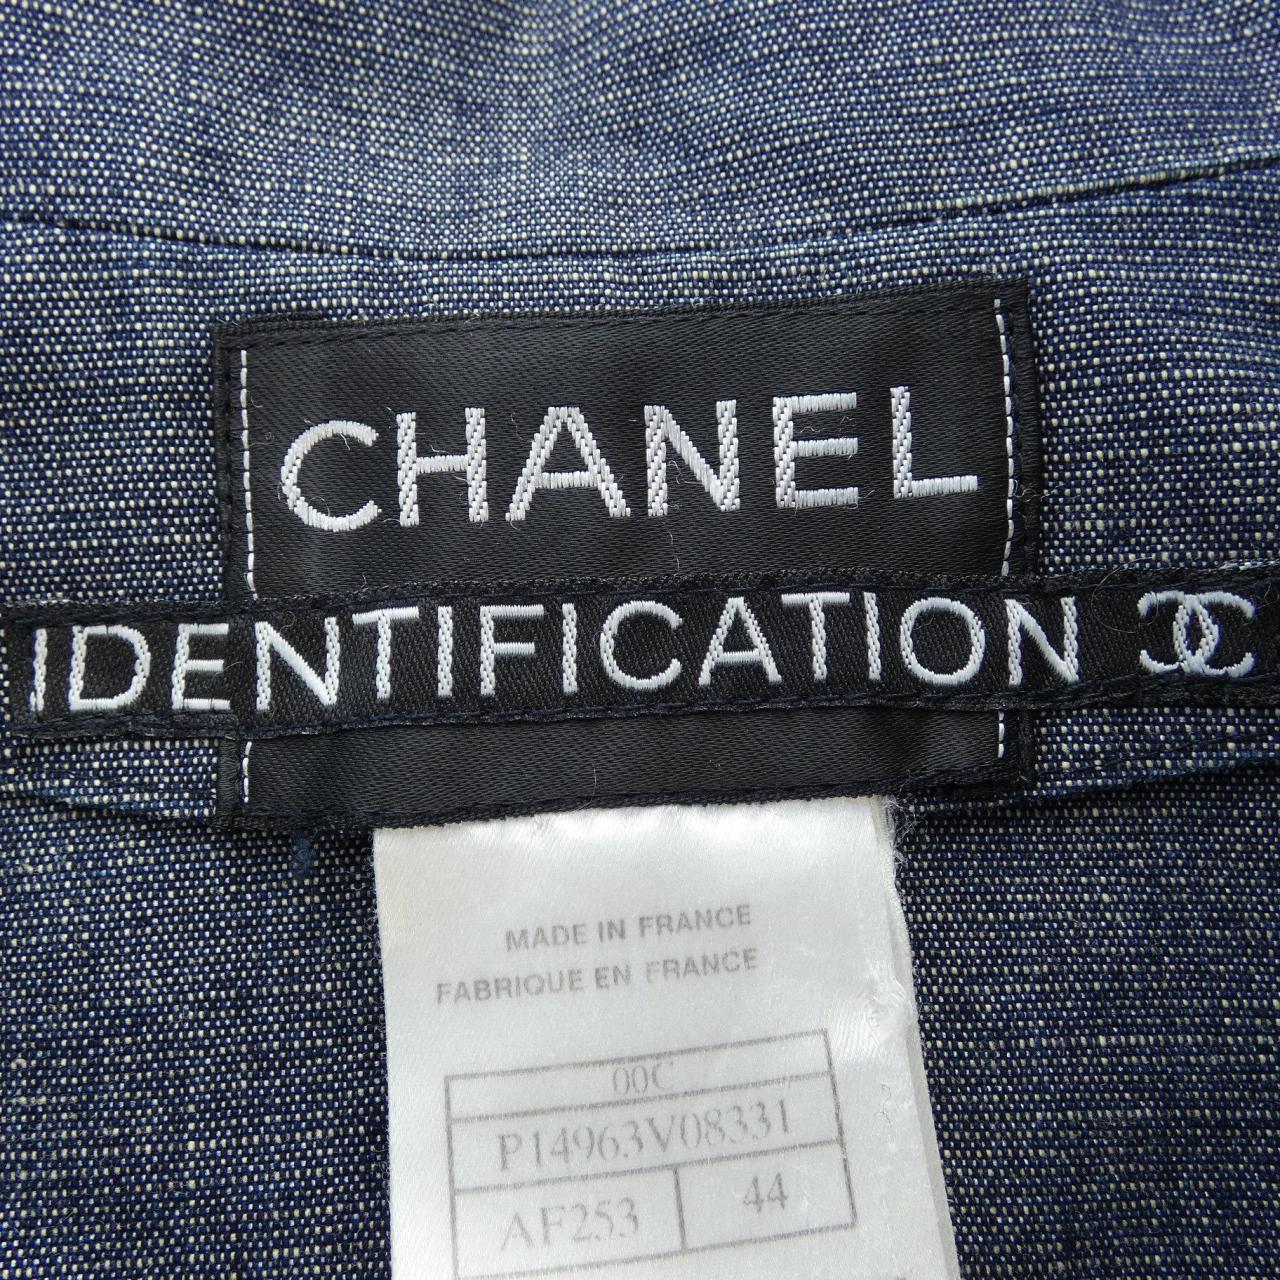 CHANEL
IDENTIFICATION
MADE IN FRANCE
FABRIQUE EN FRANCE
00C
P14963V08331
AF253 44